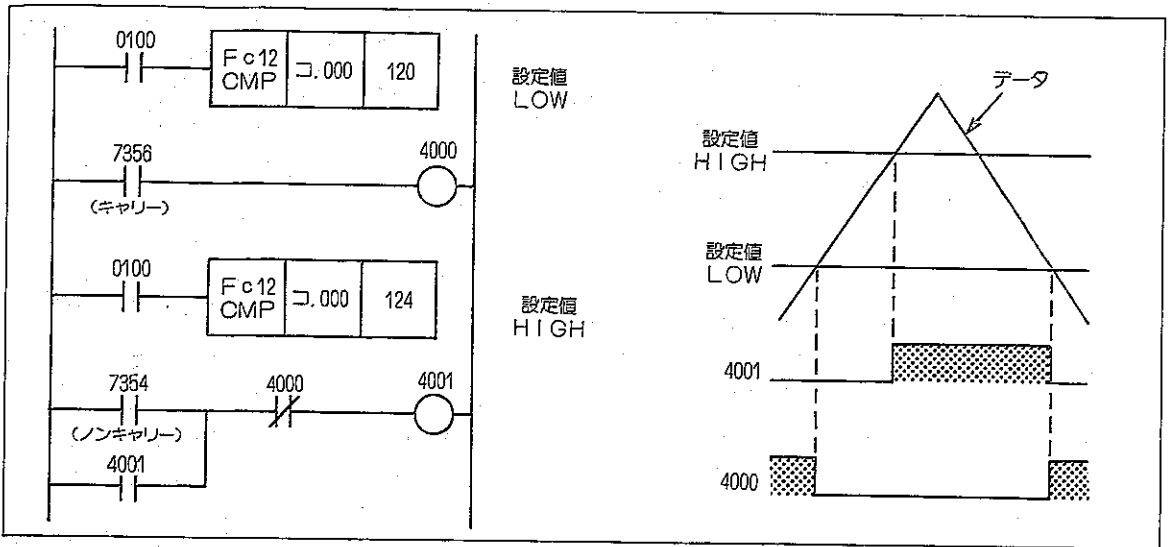 0100
Fc12
CMP
コ.000
120
設定値
LOW
7356
(キャリー)
4000
0100
Fc12
CMP
コ.000
124
設定値
HIGH
7354
(ノンキャリー)
4000
4001
4001
データ
設定値
HIGH
設定値
LOW
4001
4000